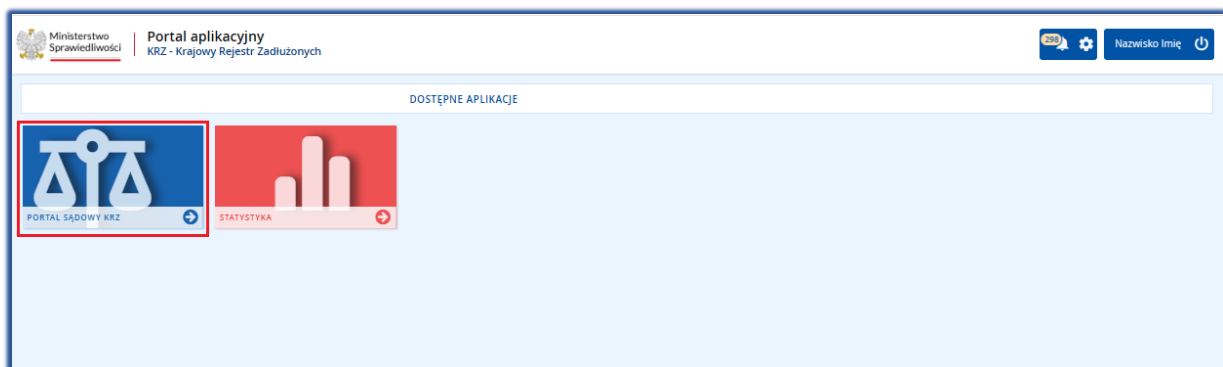 Ministerstwo
Sprawiedliwości
Portal aplikacyjny
KRZ - Krajowy Rejestr Zadłużonych
298
Nazwisko Imię
DOSTĘPNE APLIKACJE
PORTAL SĄDOWY KRZ
STATYSTYKA